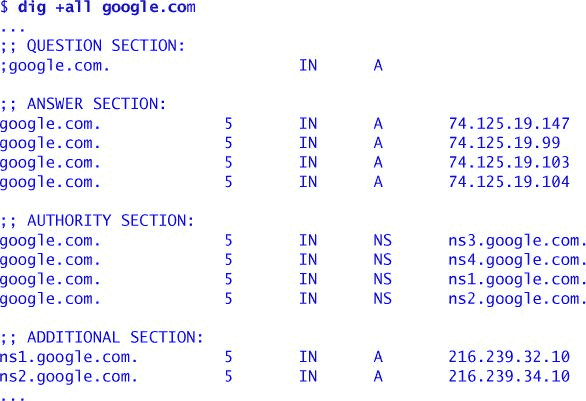 $ dig +all google.com
...
;; QUESTION SECTION:
;google.com. IN A
;; ANSWER SECTION:
google.com. 5 IN A 74.125.19.147
google.com. 5 IN A 74.125.19.99
google.com. 5 IN A 74.125.19.103
google.com. 5 IN A 74.125.19.104
;; AUTHORITY SECTION:
google.com. 5 IN NS ns3.google.com.
google.com. 5 IN NS ns4.google.com.
google.com. 5 IN NS ns1.google.com.
google.com. 5 IN NS ns2.google.com.
;; ADDITIONAL SECTION:
ns1.google.com. 5 IN A 216.239.32.10
ns2.google.com. 5 IN A 216.239.34.10
...